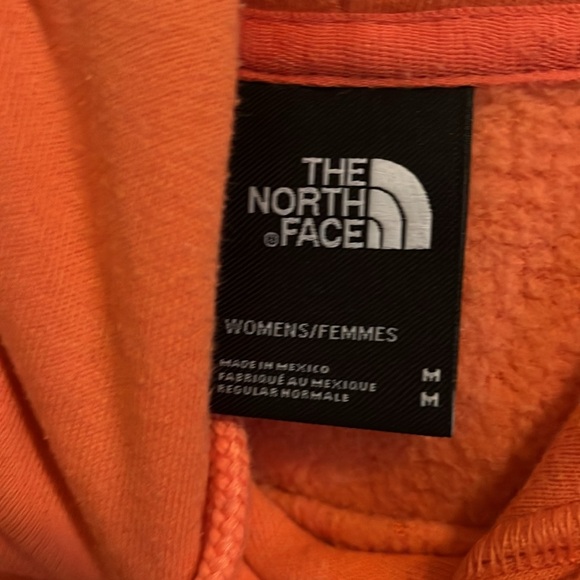 THE
NORTH
®FACE
WOMENS/FEMMES
MADE IN MEXICO
FABRIQUÉ AU MEXIQUE M
REGULAR NORMALE M